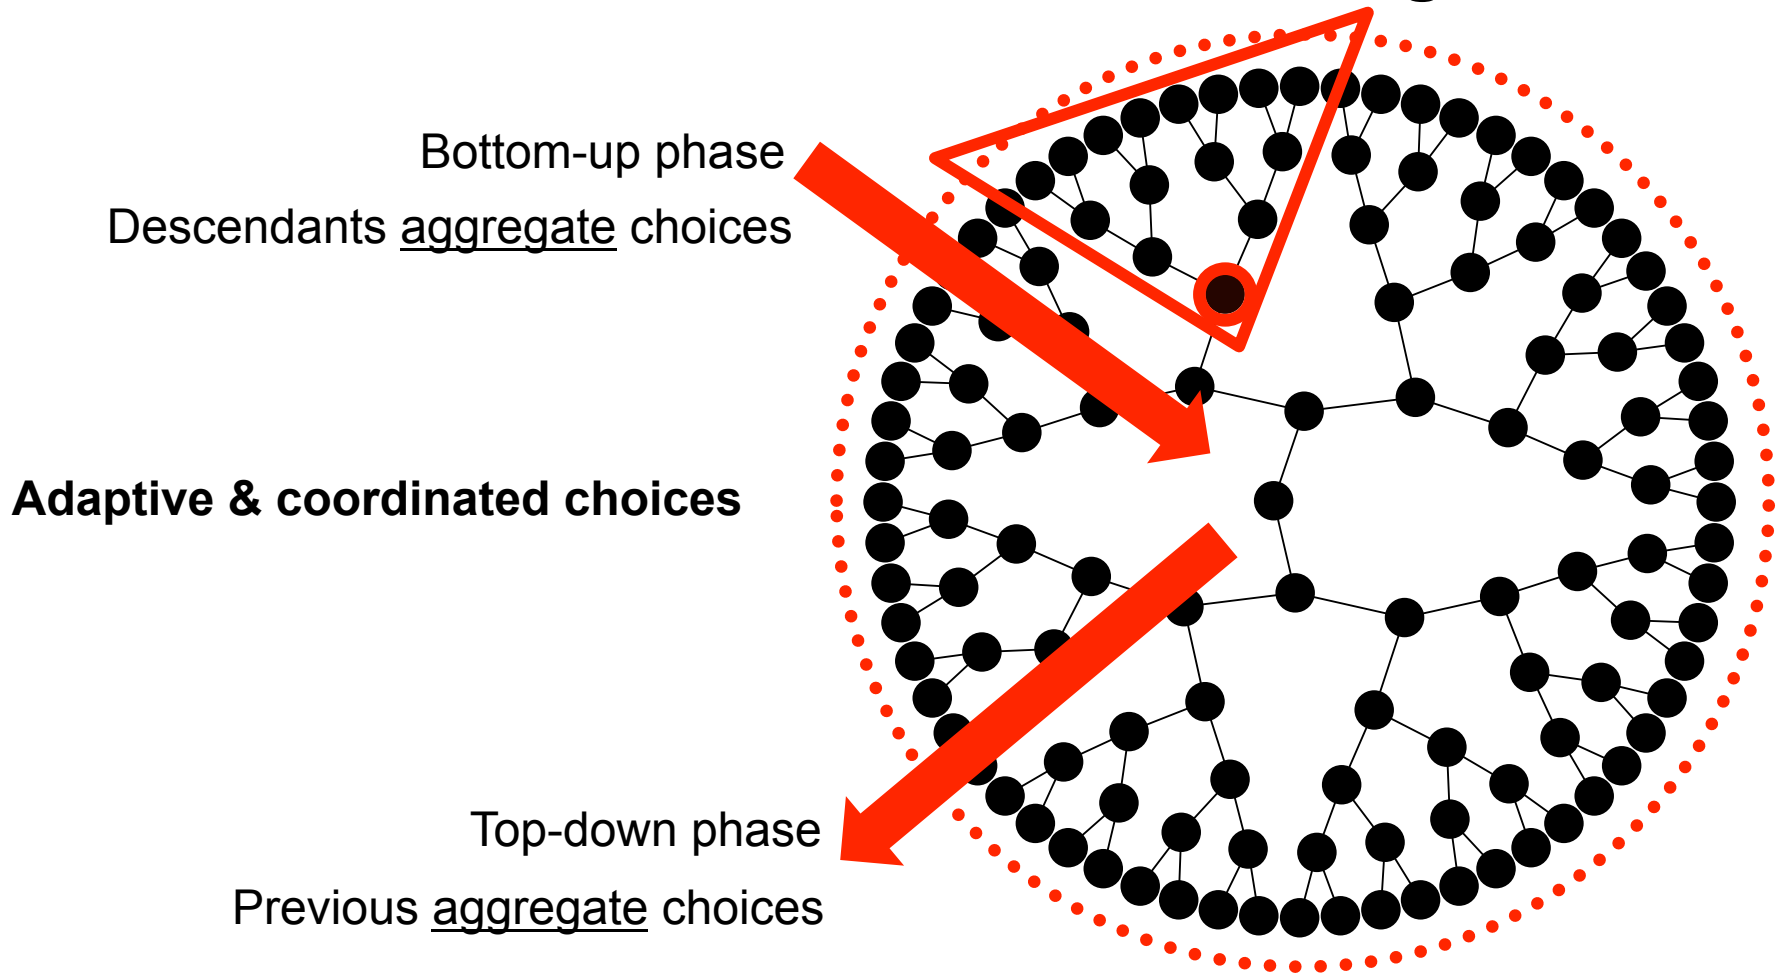 Bottom-up phase
Descendants aggregate choices
Adaptive & coordinated choices
Top-down phase
Previous aggregate choices